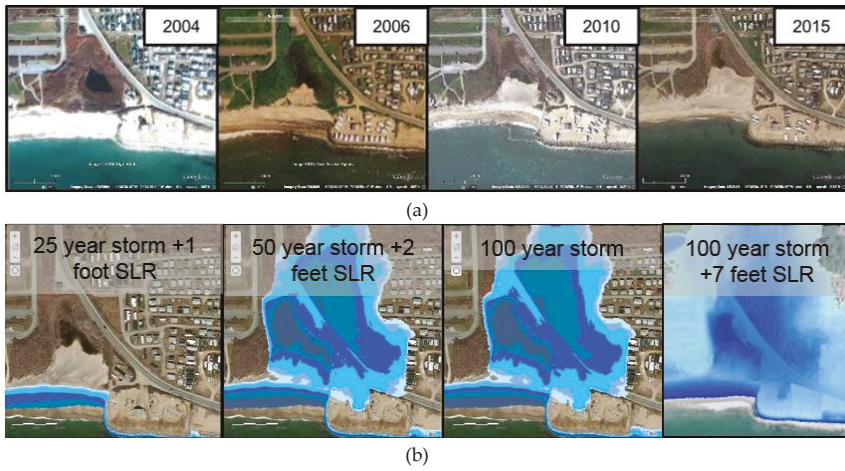 2004
2006
2010
2015
(a)
25 year storm +1
foot SLR
50 year storm +2
feet SLR
100 year storm
100 year storm
+7 feet SLR
(b)